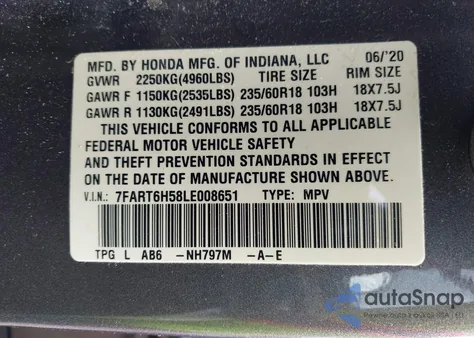 MFD. BY HONDA MFG. OF INDIANA, LLC 06/'20
GVWR 2250KG(4960LBS) TIRE SIZE RIM SIZE
GAWR F 1150KG(2535LBS) 235/60R18 103H 18X7.5J
GAWR R 1130KG(2491LBS) 235/60R18 103H 18X7.5J
THIS VEHICLE CONFORMS TO ALL APPLICABLE
FEDERAL MOTOR VEHICLE SAFETY
AND THEFT PREVENTION STANDARDS IN EFFECT
ON THE DATE OF MANUFACTURE SHOWN ABOVE.
V.I.N.: 7FART6H58LE008651 TYPE: MPV
TPG L AB6 -NH797M -A-E
autoSnap